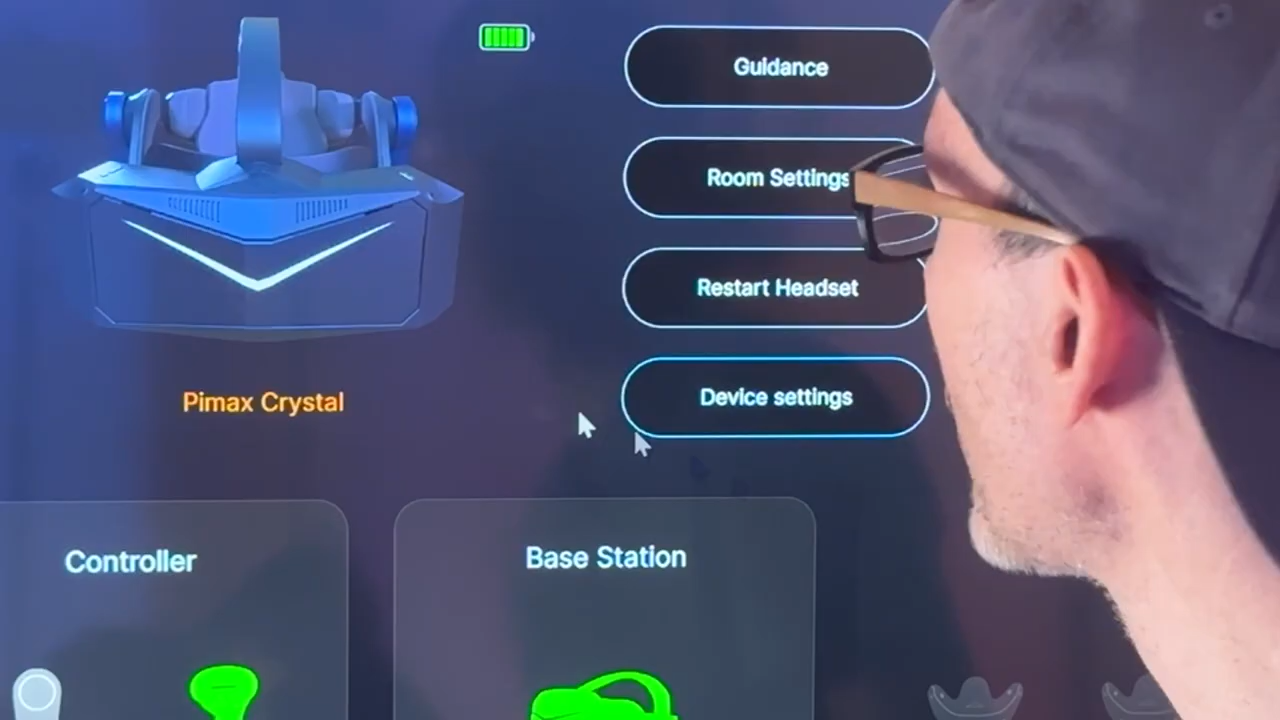 Guidance
Room Settings
Restart Headset
Device settings
Pimax Crystal
Controller
Base Station